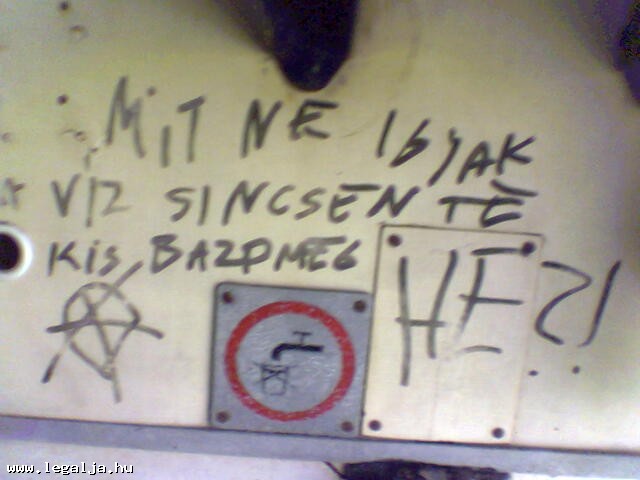 MIT NE IGYAK
VIZ SINCSEN TE
KIS BAZDMEG
HE?!
www.legalja.hu